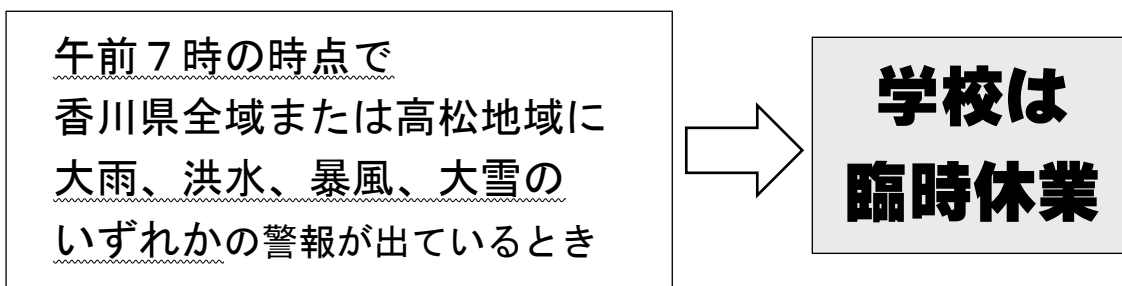 午前７時の時点で
香川県全域または高松地域に
大雨、洪水、暴風、大雪の
いずれかの警報が出ているとき
学校は
臨時休業